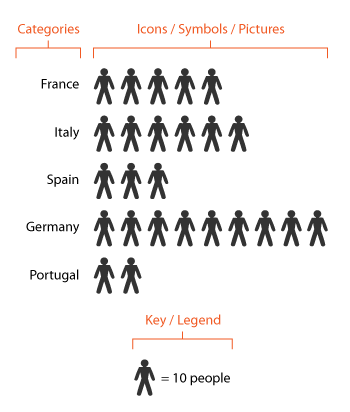 Categories
Icons / Symbols / Pictures
France
Italy
Spain
Germany
Portugal
Key / Legend
= 10 people